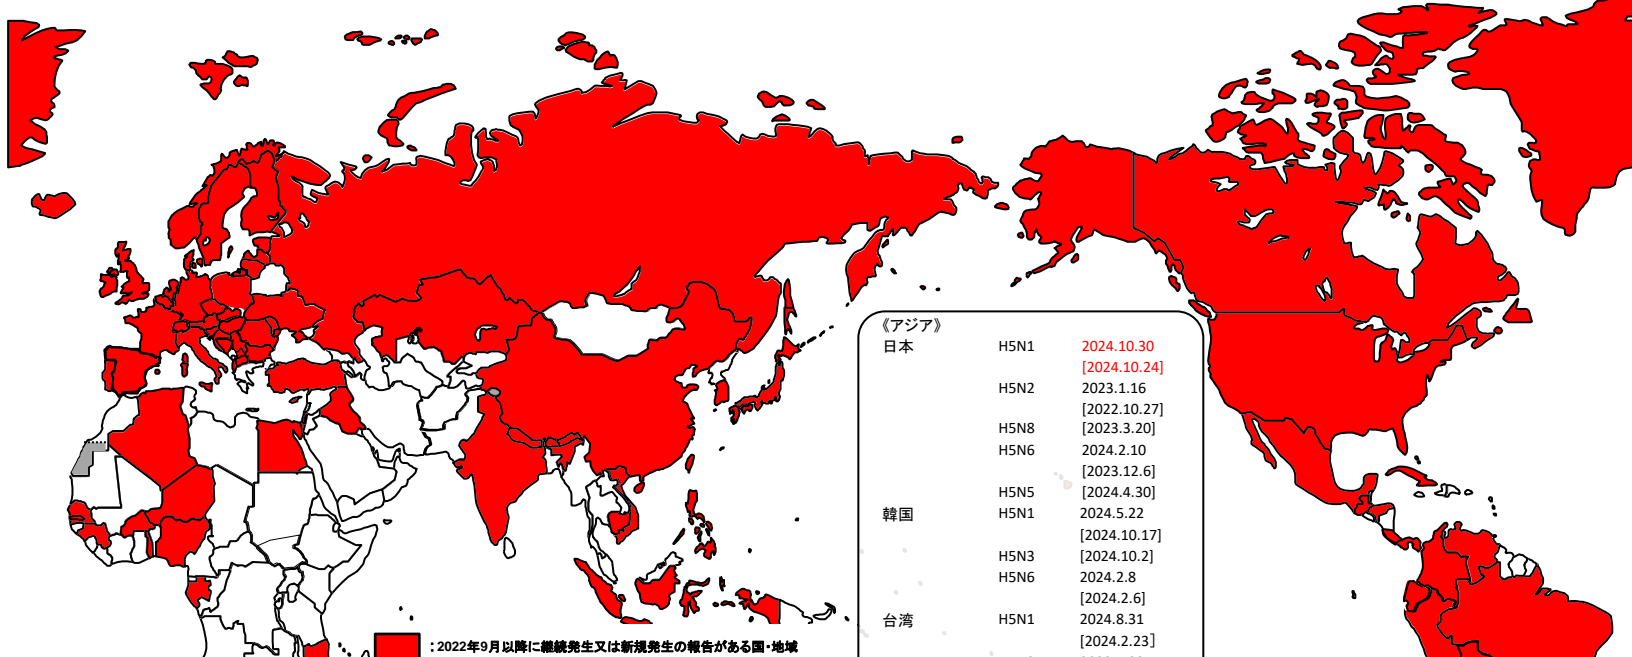 《アジア》
日本 H5N1 2024.10.30
[2024.10.24]
H5N2 2023.1.16
[2022.10.27]
H5N8 [2023.3.20]
H5N6 2024.2.10
[2023.12.6]
H5N5 [2024.4.30]
韓国 H5N1 2024.5.22
[2024.10.17]
H5N3 [2024.10.2]
H5N6 2024.2.8
[2024.2.6]
台湾 H5N1 2024.8.31
[2024.2.23]
：2022年9月以降に継続発生又は新規発生の報告がある国・地域